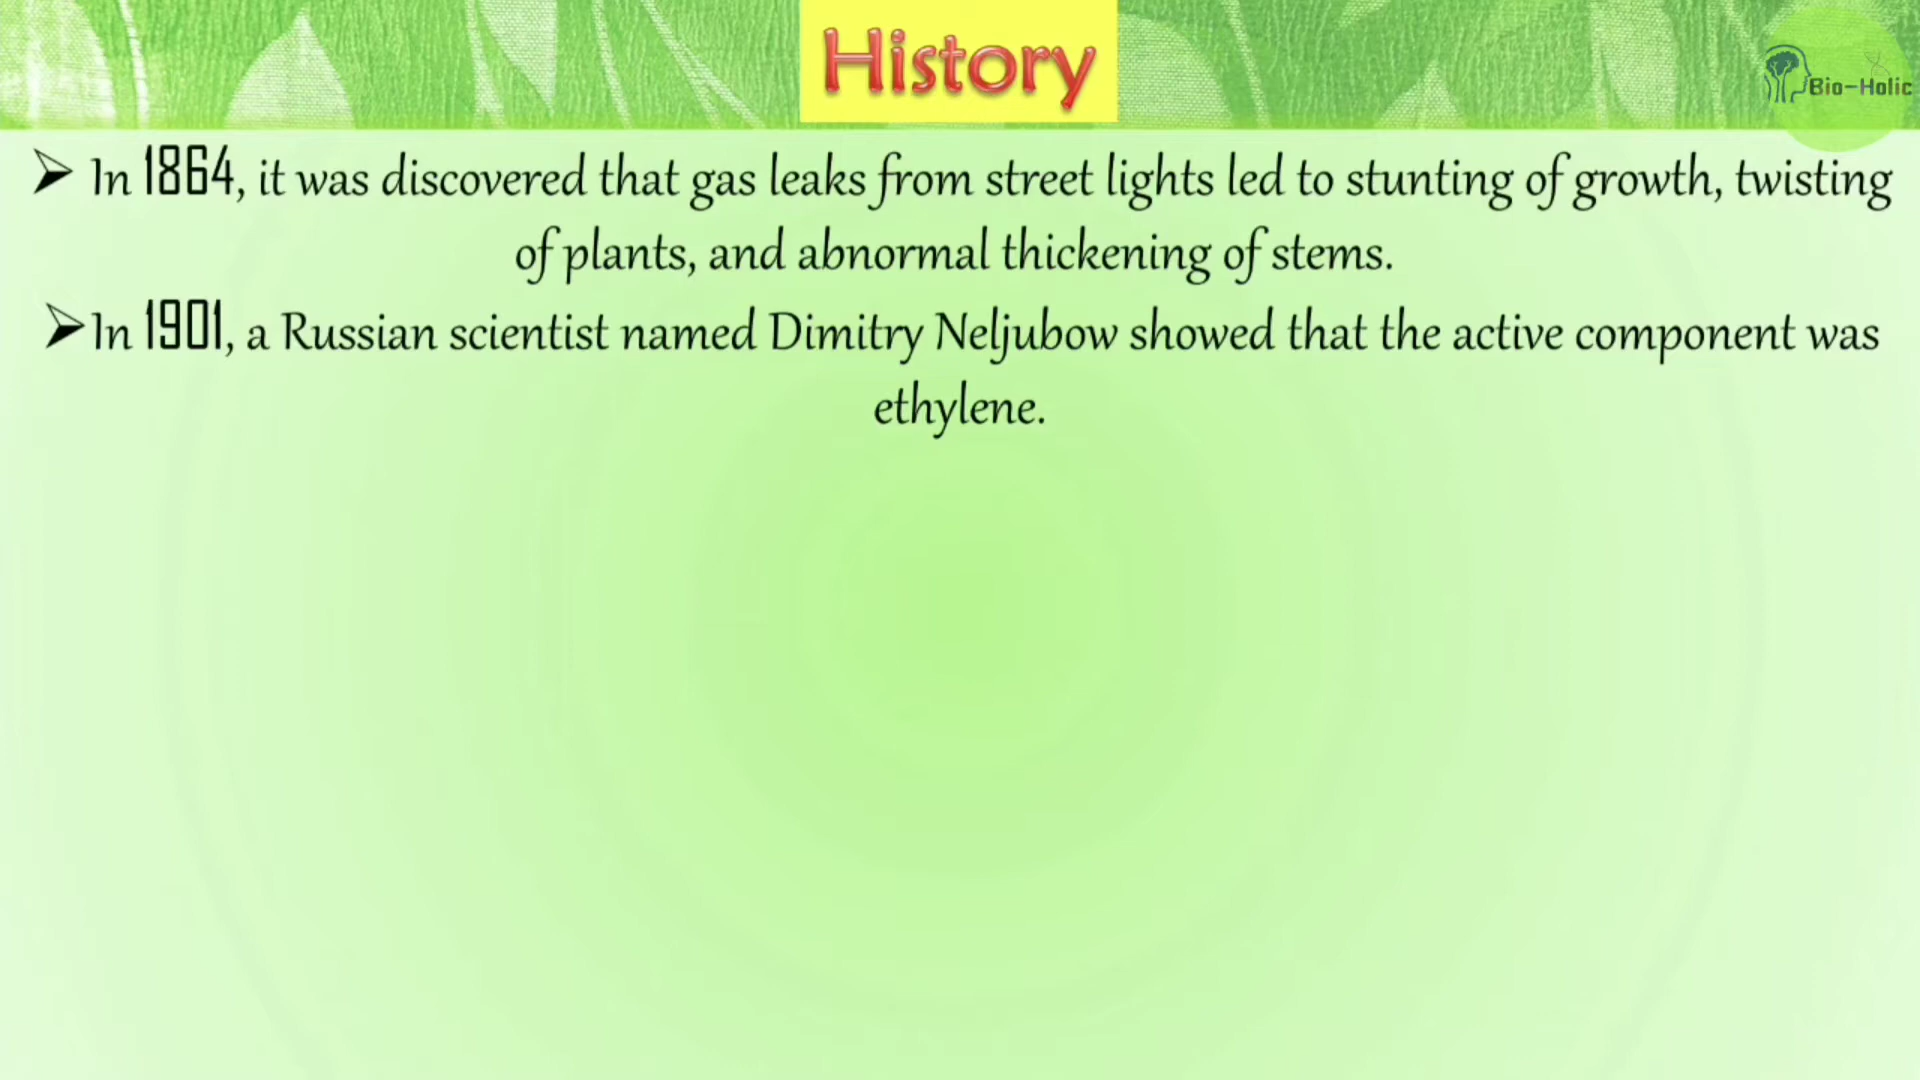 History
Bio-Holic
➢ In 1864, it was discovered that gas leaks from street lights led to stunting of growth, twisting
of plants, and abnormal thickening of stems.
➢In 1901, a Russian scientist named Dimitry Neljubow showed that the active component was
ethylene.